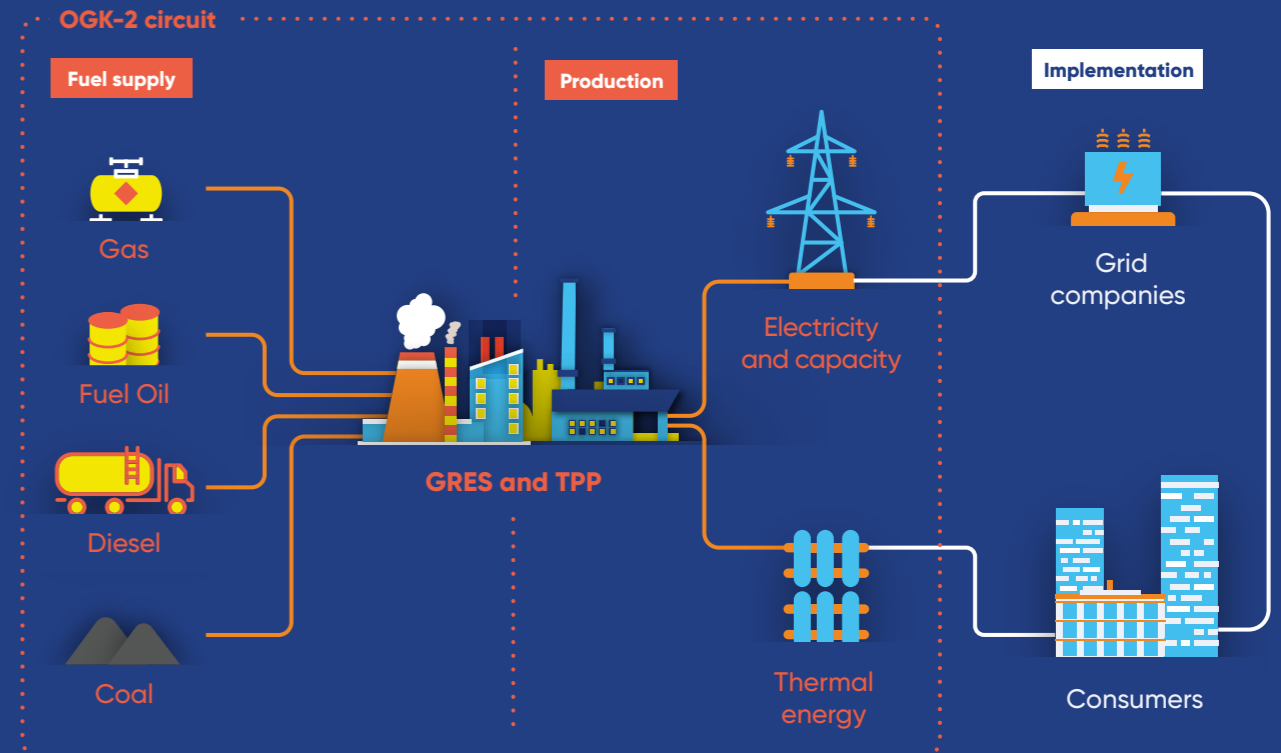 OGK-2 circuit
Fuel supply
Production
Implementation
Gas
Fuel Oil
Diesel
Coal
GRES and TPP
Electricity
and capacity
Thermal
energy
Grid
companies
Consumers